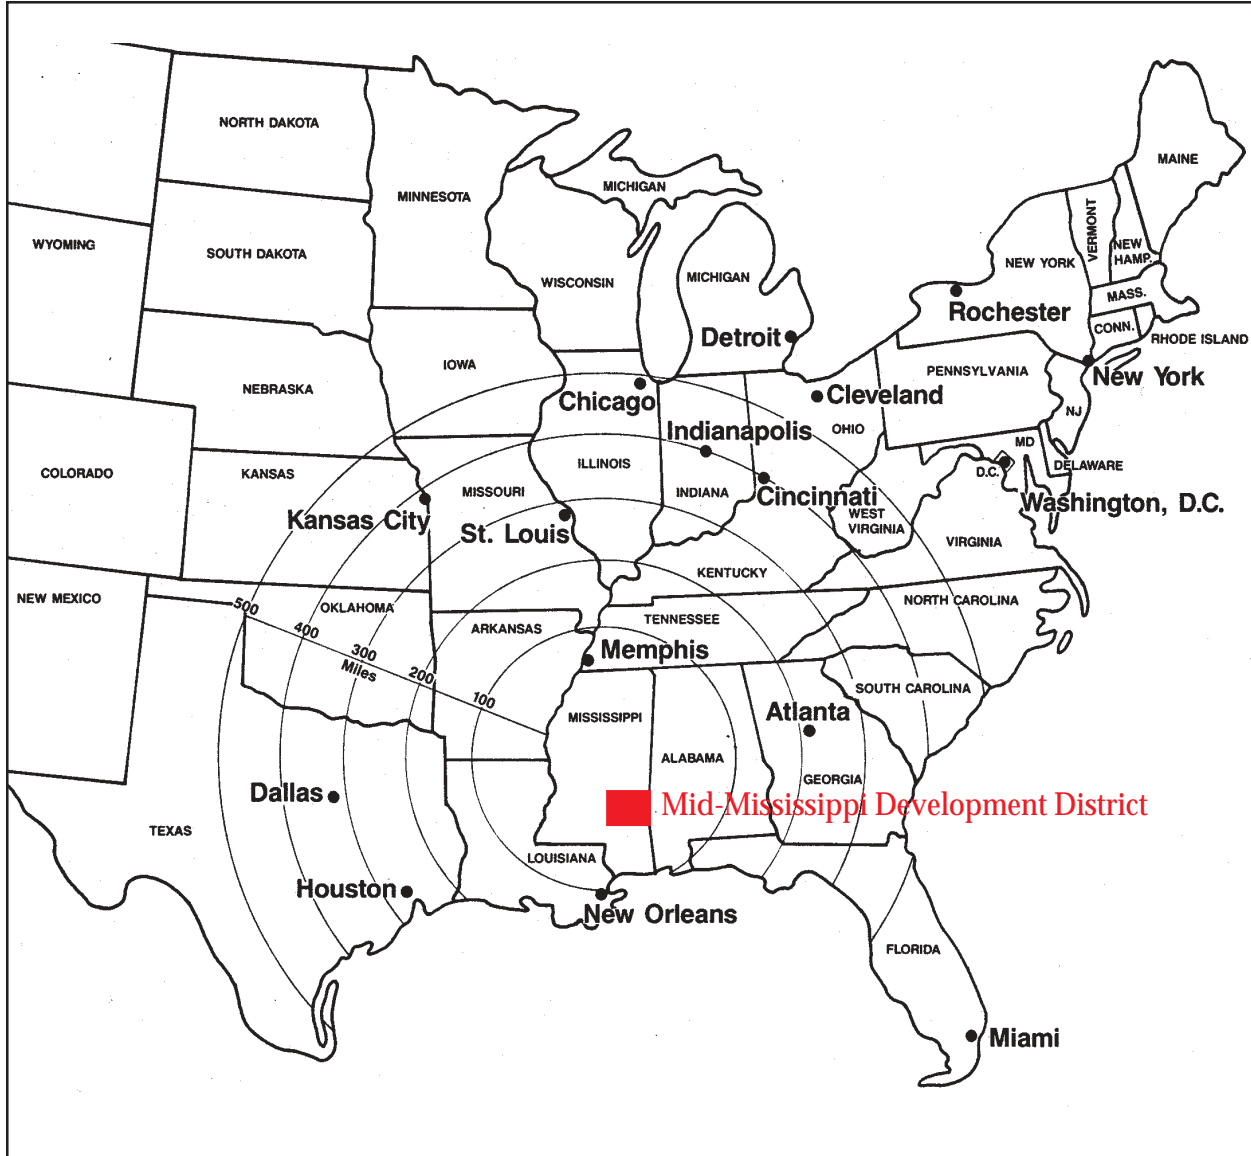 NORTH DAKOTA
MINNESOTA
MICHIGAN
MAINE
WYOMING
SOUTH DAKOTA
WISCONSIN
MICHIGAN
NEW YORK
VERMONT
NEW
HAMP.
MASS.
Rochester
CONN.
RHODE ISLAND
Detroit
IOWA
NEBRASKA
PENNSYLVANIA
New York
Chicago
Cleveland
NJ
Indianapolis
OHIO
MD
COLORADO
KANSAS
ILLINOIS
D.C.
DELAWARE
MISSOURI
INDIANA
Cincinnati
Washington, D.C.
Kansas City
St. Louis
WEST
VIRGINIA
VIRGINIA
KENTUCKY
NEW MEXICO
OKLAHOMA
NORTH CAROLINA
500
400
300
200
100
Miles
ARKANSAS
TENNESSEE
Memphis
SOUTH CAROLINA
MISSISSIPPI
Atlanta
ALABAMA
GEORGIA
Dallas
Mid-Mississippi Development District
TEXAS
LOUISIANA
Houston
New Orleans
FLORIDA
Miami